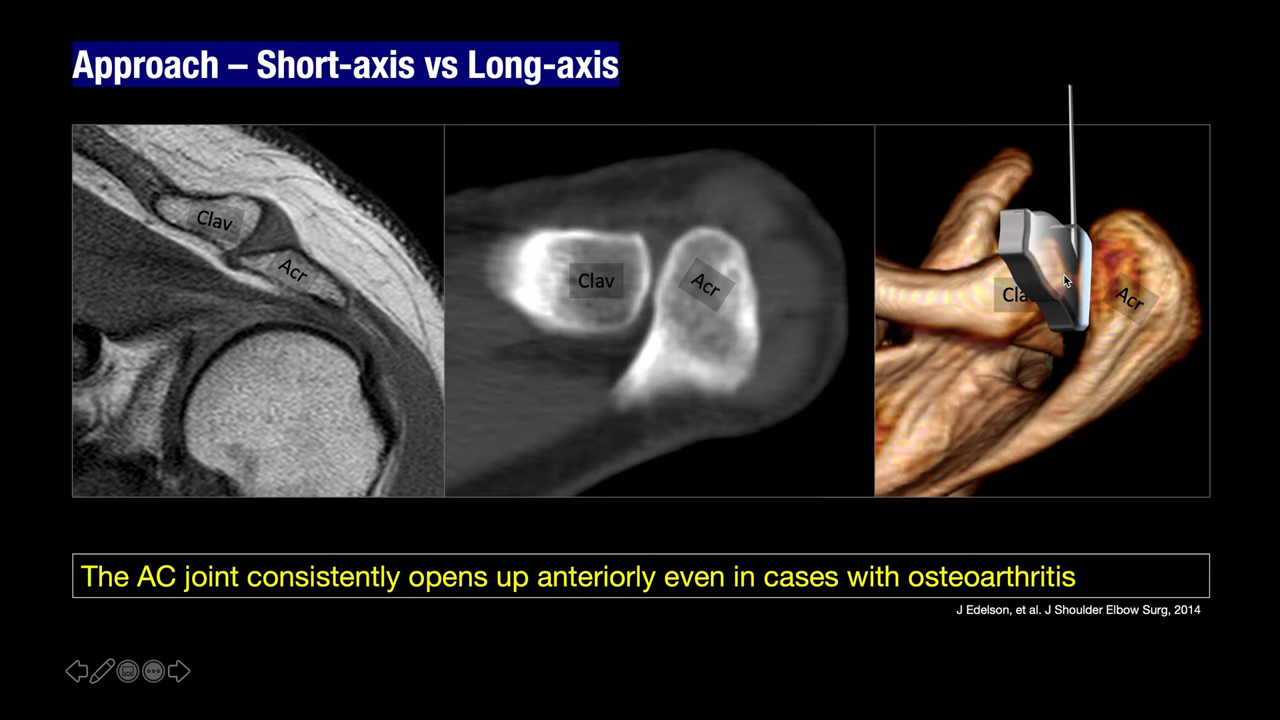 Approach – Short-axis vs Long-axis
Clav
Acr
Clav
Acr
Cla
Acr
The AC joint consistently opens up anteriorly even in cases with osteoarthritis
J Edelson, et al. J Shoulder Elbow Surg, 2014